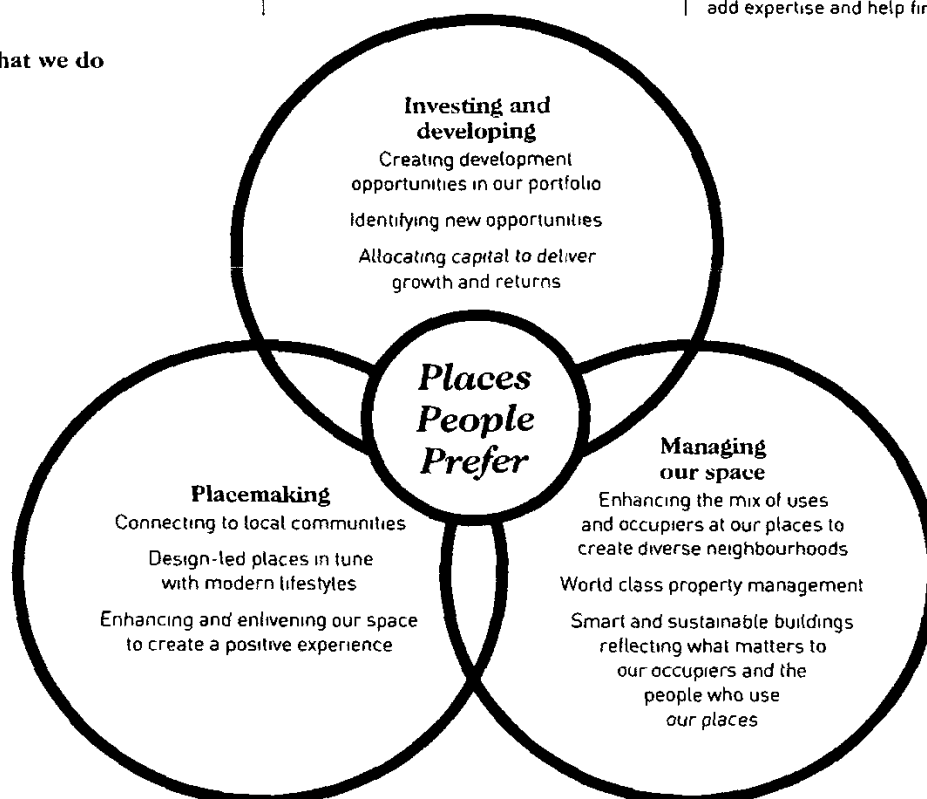 add expertise and help
hat we do
Investing and
developing
Creating development
opportunities in our portfolio
Identifying new opportunities
Allocating capital to deliver
growth and returns
Places
People
Prefer
Placemaking
Connecting to local communities
Design-led places in tune
with modern lifestyles
Enhancing and enlivening our space
to create a positive experience
Managing
our space
Enhancing the mix of uses
and occupiers at our places to
create diverse neighbourhoods
World class property management
Smart and sustainable buildings
reflecting what matters to
our occupiers and the
people who use
our places